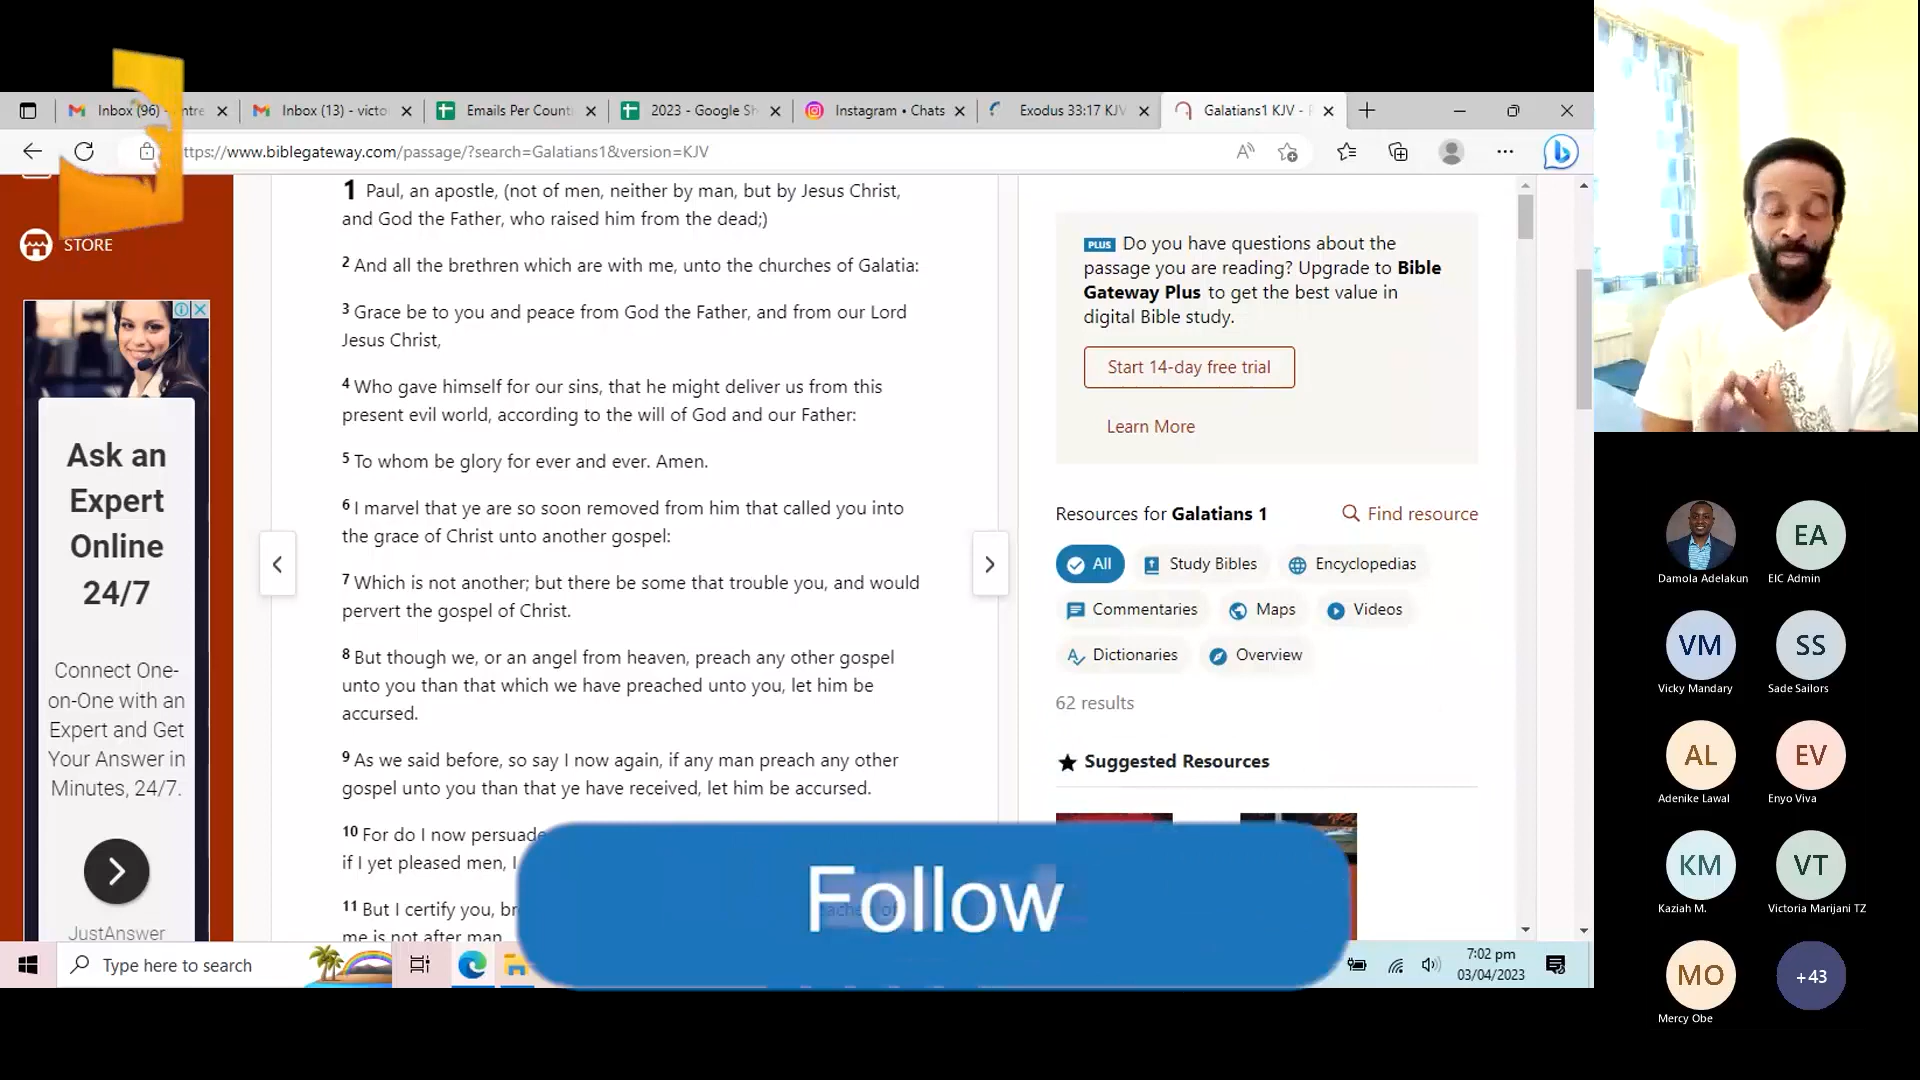 Inbox (96) -
Inbox (13) - victo
Emails Per Count
2023 - Google Sh
Instagram • Chats
Exodus 33:17 KJV
Galatians1 KJV -
ttps://www.biblegateway.com/passage/?search=Galatians1&version=KJV
STORE
Ask an
Expert
Online
24/7
Connect One-
on-One with an
Expert and Get
Your Answer in
Minutes, 24/7.
JustAnswer
1 Paul, an apostle, (not of men, neither by man, but by Jesus Christ,
and God the Father, who raised him from the dead;)
2 And all the brethren which are with me, unto the churches of Galatia:
3 Grace be to you and peace from God the Father, and from our Lord
Jesus Christ,
4 Who gave himself for our sins, that he might deliver us from this
present evil world, according to the will of God and our Father:
5 To whom be glory for ever and ever. Amen.
6 I marvel that ye are so soon removed from him that called you into
the grace of Christ unto another gospel:
7 Which is not another; but there be some that trouble you, and would
pervert the gospel of Christ.
8 But though we, or an angel from heaven, preach any other gospel
unto you than that which we have preached unto you, let him be
accursed.
9 As we said before, so say I now again, if any man preach any other
gospel unto you than that ye have received, let him be accursed.
10 For do I now persuade
if I yet pleased men, I
11 But I certify you, br
me is not after man
PLUS Do you have questions about the
passage you are reading? Upgrade to Bible
Gateway Plus to get the best value in
digital Bible study.
Start 14-day free trial
Learn More
Resources for Galatians 1
Find resource
All
Study Bibles
Encyclopedias
Commentaries
Maps
Videos
Dictionaries
Overview
62 results
Suggested Resources
Follow
Type here to search
7:02 pm
03/04/2023
Damola Adelakun
EA
EIC Admin
VM
Vicky Mandary
SS
Sade Sailors
AL
Adenike Lawal
EV
Enyo Viva
KM
Kaziah M.
VT
Victoria Marijani TZ
MO
Mercy Obe
+43